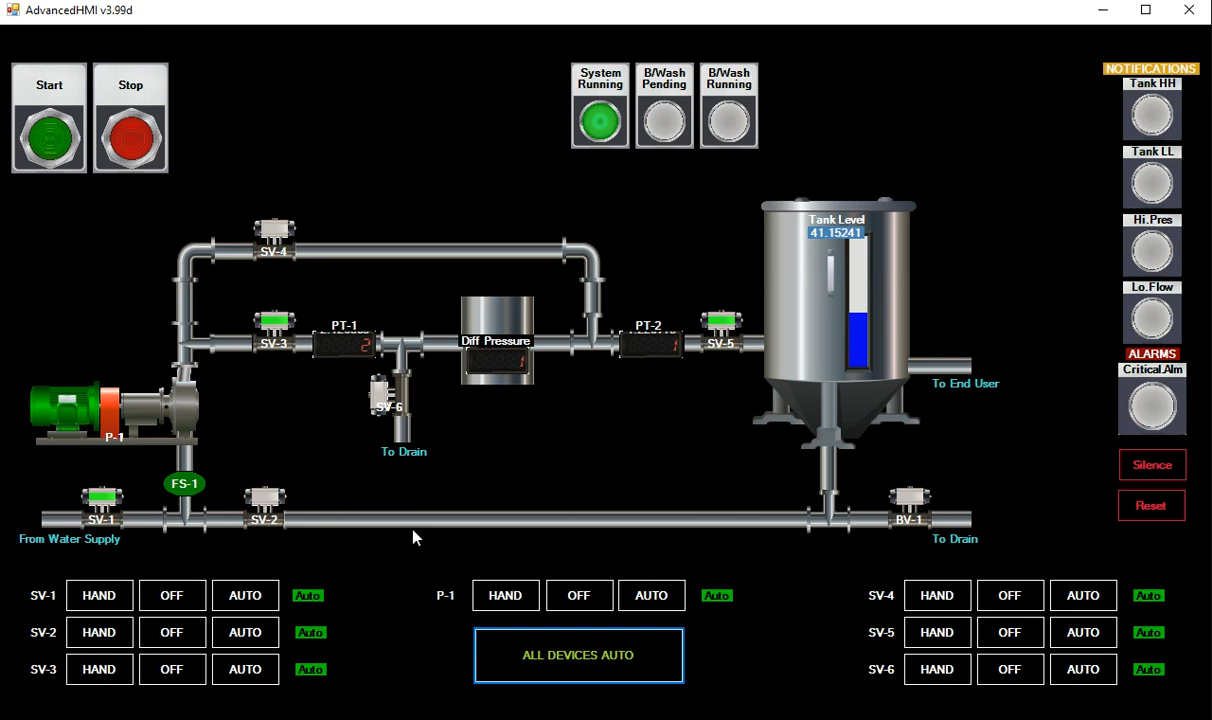 AdvancedHMI v3.99d
Start
Stop
System
Running
B/Wash
Pending
B/Wash
Running
NOTIFICATIONS
Tank HH
Tank LL
Hi.Pres
Lo.Flow
ALARMS
Critical.Alm
Silence
Reset
Tank Level
41.15241
SV-4
SV-3
PT-1
2
Diff Pressure
1
PT-2
1
SV-5
SV-6
To Drain
To End User
P-1
FS-1
SV-1
SV-2
BV-1
From Water Supply
To Drain
SV-1 HAND OFF AUTO Auto
P-1 HAND OFF AUTO Auto
SV-4 HAND OFF AUTO Auto
SV-2 HAND OFF AUTO Auto
ALL DEVICES AUTO
SV-5 HAND OFF AUTO Auto
SV-3 HAND OFF AUTO Auto
SV-6 HAND OFF AUTO Auto